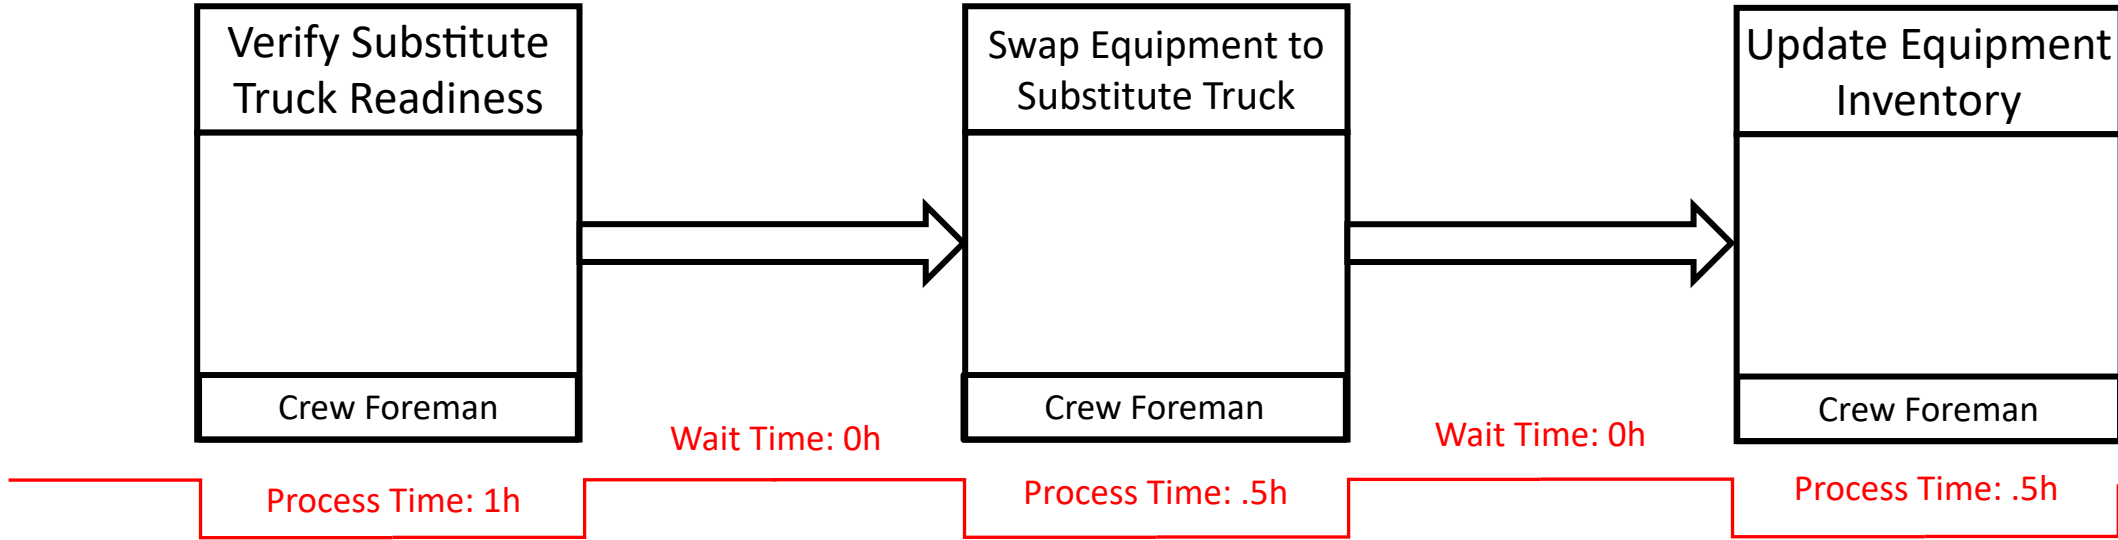 Verify Substitute
Truck Readiness
Crew Foreman
Process Time: 1h
Wait Time: 0h
Swap Equipment to
Substitute Truck
Crew Foreman
Process Time: .5h
Wait Time: 0h
Update Equipment
Inventory
Crew Foreman
Process Time: .5h